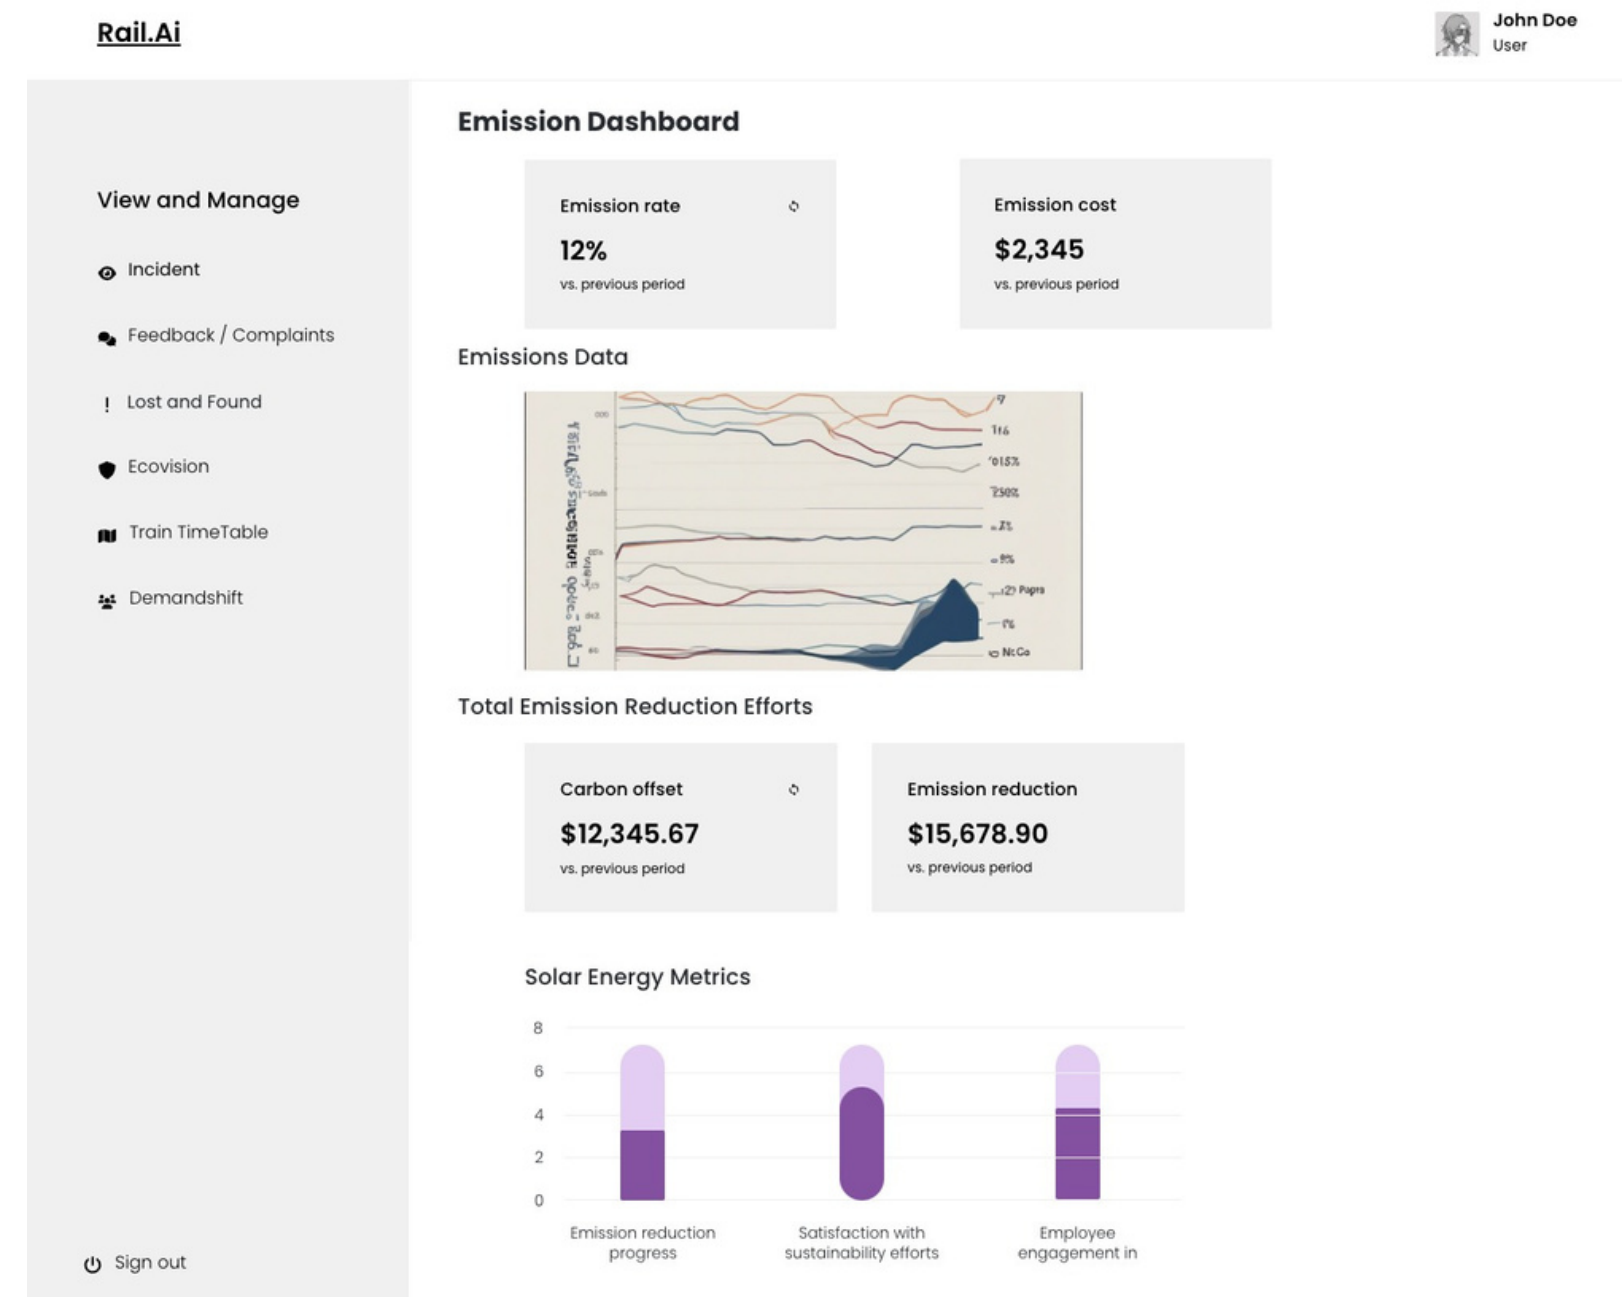 Rail.Ai
John Doe
User
View and Manage
Incident
Feedback / Complaints
Lost and Found
Ecovision
Train TimeTable
Demandshift
Sign out
Emission Dashboard
Emission rate
12%
vs. previous period
Emission cost
$2,345
vs. previous period
Emissions Data
Total Emission Reduction Efforts
Carbon offset
$12,345.67
vs. previous period
Emission reduction
$15,678.90
vs. previous period
Solar Energy Metrics
8
6
4
2
0
Emission reduction
progress
Satisfaction with
sustainability efforts
Employee
engagement in